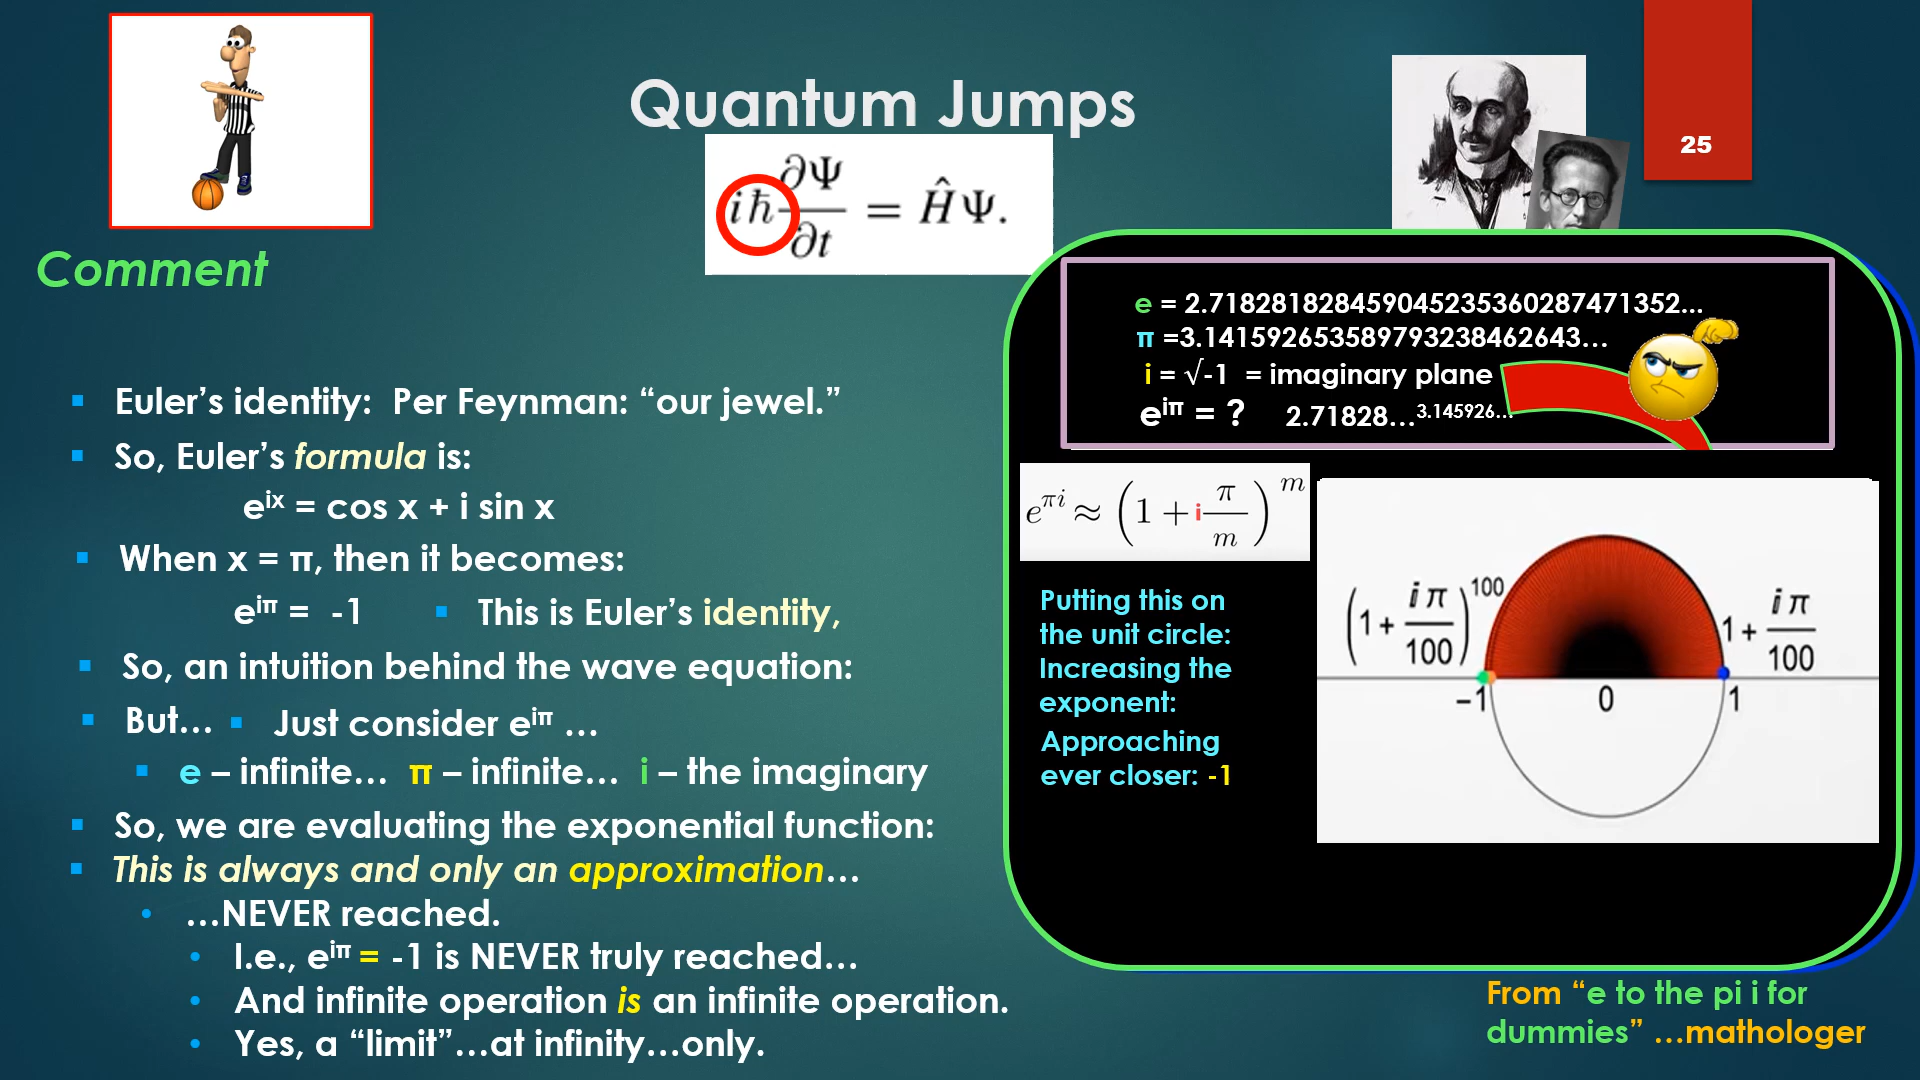 Quantum Jumps
25
iħ ∂Ψ/∂t = ĤΨ.
Comment
Euler’s identity:  Per Feynman: “our jewel.”
So, Euler’s formula is:
e^ix = cos x + i sin x
When x = π, then it becomes:
e^iπ =  -1
This is Euler’s identity,
So, an intuition behind the wave equation:
But…
Just consider e^iπ …
e – infinite…  π – infinite…  i – the imaginary
So, we are evaluating the exponential function:
This is always and only an approximation…
…NEVER reached.
I.e., e^iπ = -1 is NEVER truly reached…
And infinite operation is an infinite operation.
Yes, a “limit”…at infinity…only.
e = 2.718281828459045235360287471352...
π =3.14159265358979323846264​3…
i = √-1  = imaginary plane
e^iπ = ?    2.71828…^3.145926…
e^πi ≈ (1 + i π/m)^m
Putting this on
the unit circle:
Increasing the
exponent:
Approaching
ever closer: -1
(1 + iπ/100)^100
1 + iπ/100
−1
0
1
From “e to the pi i for
dummies” …mathologer